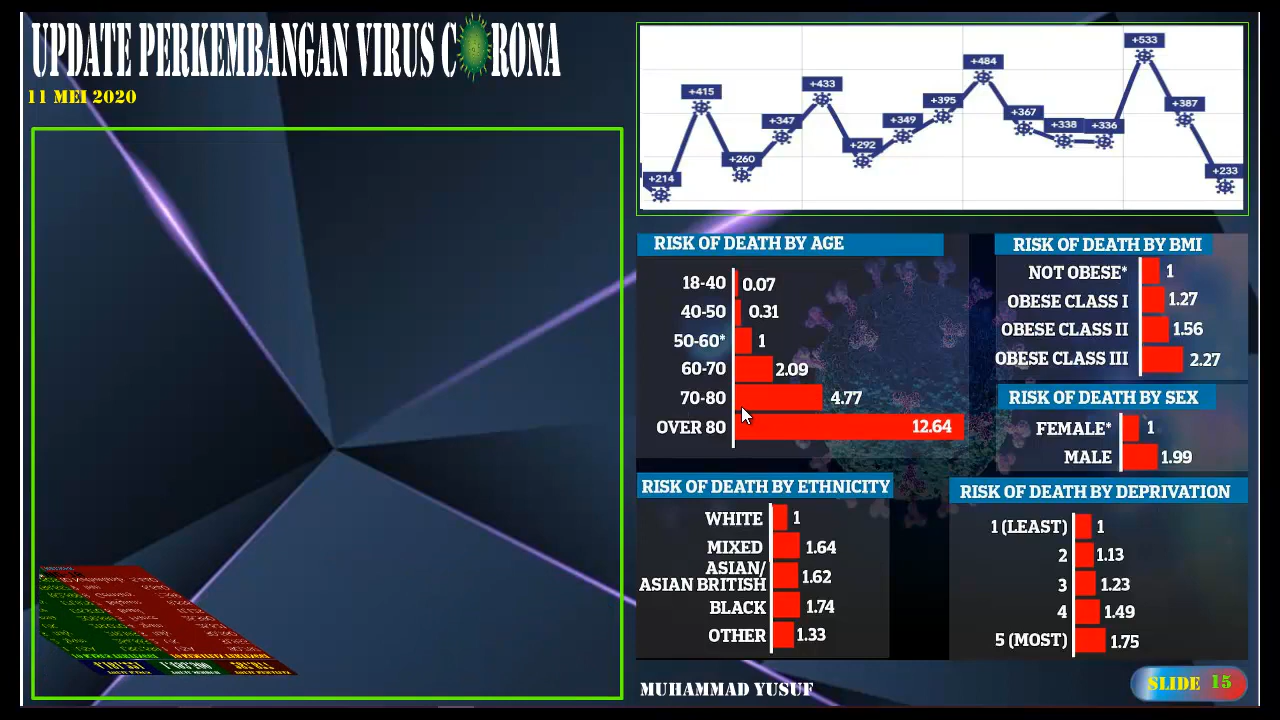 UPDATE PERKEMBANGAN VIRUS CORONA
11 MEI 2020
+214
+415
+260
+347
+433
+292
+349
+395
+484
+367
+338
+336
+533
+387
+233
RISK OF DEATH BY AGE
18-40 0.07
40-50 0.31
50-60* 1
60-70 2.09
70-80 4.77
OVER 80 12.64
RISK OF DEATH BY BMI
NOT OBESE* 1
OBESE CLASS I 1.27
OBESE CLASS II 1.56
OBESE CLASS III 2.27
RISK OF DEATH BY SEX
FEMALE* 1
MALE 1.99
RISK OF DEATH BY ETHNICITY
WHITE 1
MIXED 1.64
ASIAN/
ASIAN BRITISH 1.62
BLACK 1.74
OTHER 1.33
RISK OF DEATH BY DEPRIVATION
1 (LEAST) 1
2 1.13
3 1.23
4 1.49
5 (MOST) 1.75
MUHAMMAD YUSUF
SLIDE 15